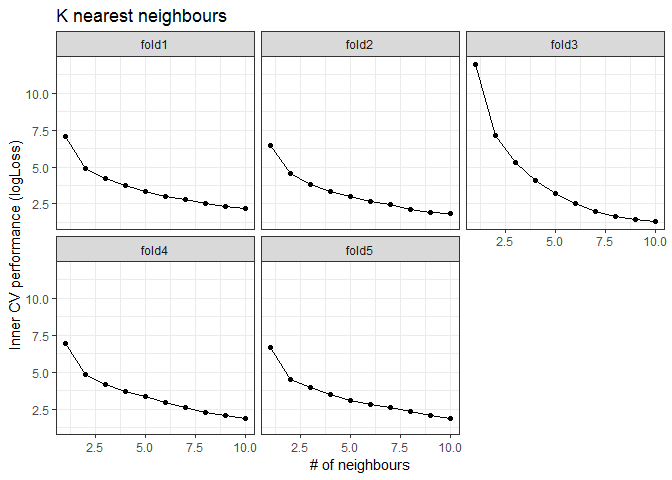 K nearest neighbours
fold1
fold2
fold3
10.0
7.5
5.0
2.5
2.5 5.0 7.5 10.0
fold4
fold5
10.0
7.5
5.0
2.5
2.5 5.0 7.5 10.0
2.5 5.0 7.5 10.0
# of neighbours
Inner CV performance (logLoss)